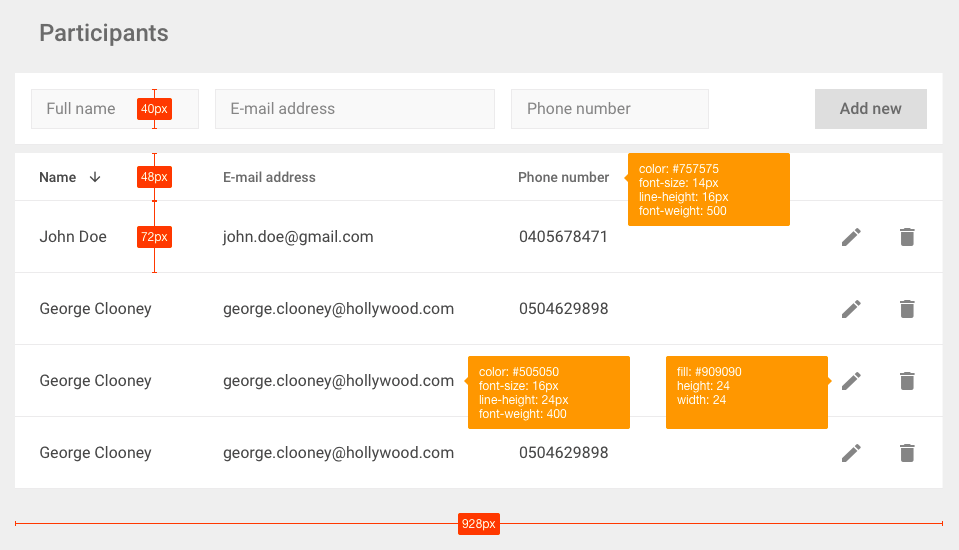 Participants
Full name 40px E-mail address Phone number Add new
Name 48px E-mail address Phone number
color: #757575
font-size: 14px
line-height: 16px
font-weight: 500
John Doe 72px john.doe@gmail.com 0405678471
George Clooney george.clooney@hollywood.com 0504629898
George Clooney george.clooney@hollywood.com
color: #505050
font-size: 16px
line-height: 24px
font-weight: 400
fill: #909090
height: 24
width: 24
George Clooney george.clooney@hollywood.com 0504629898
928px